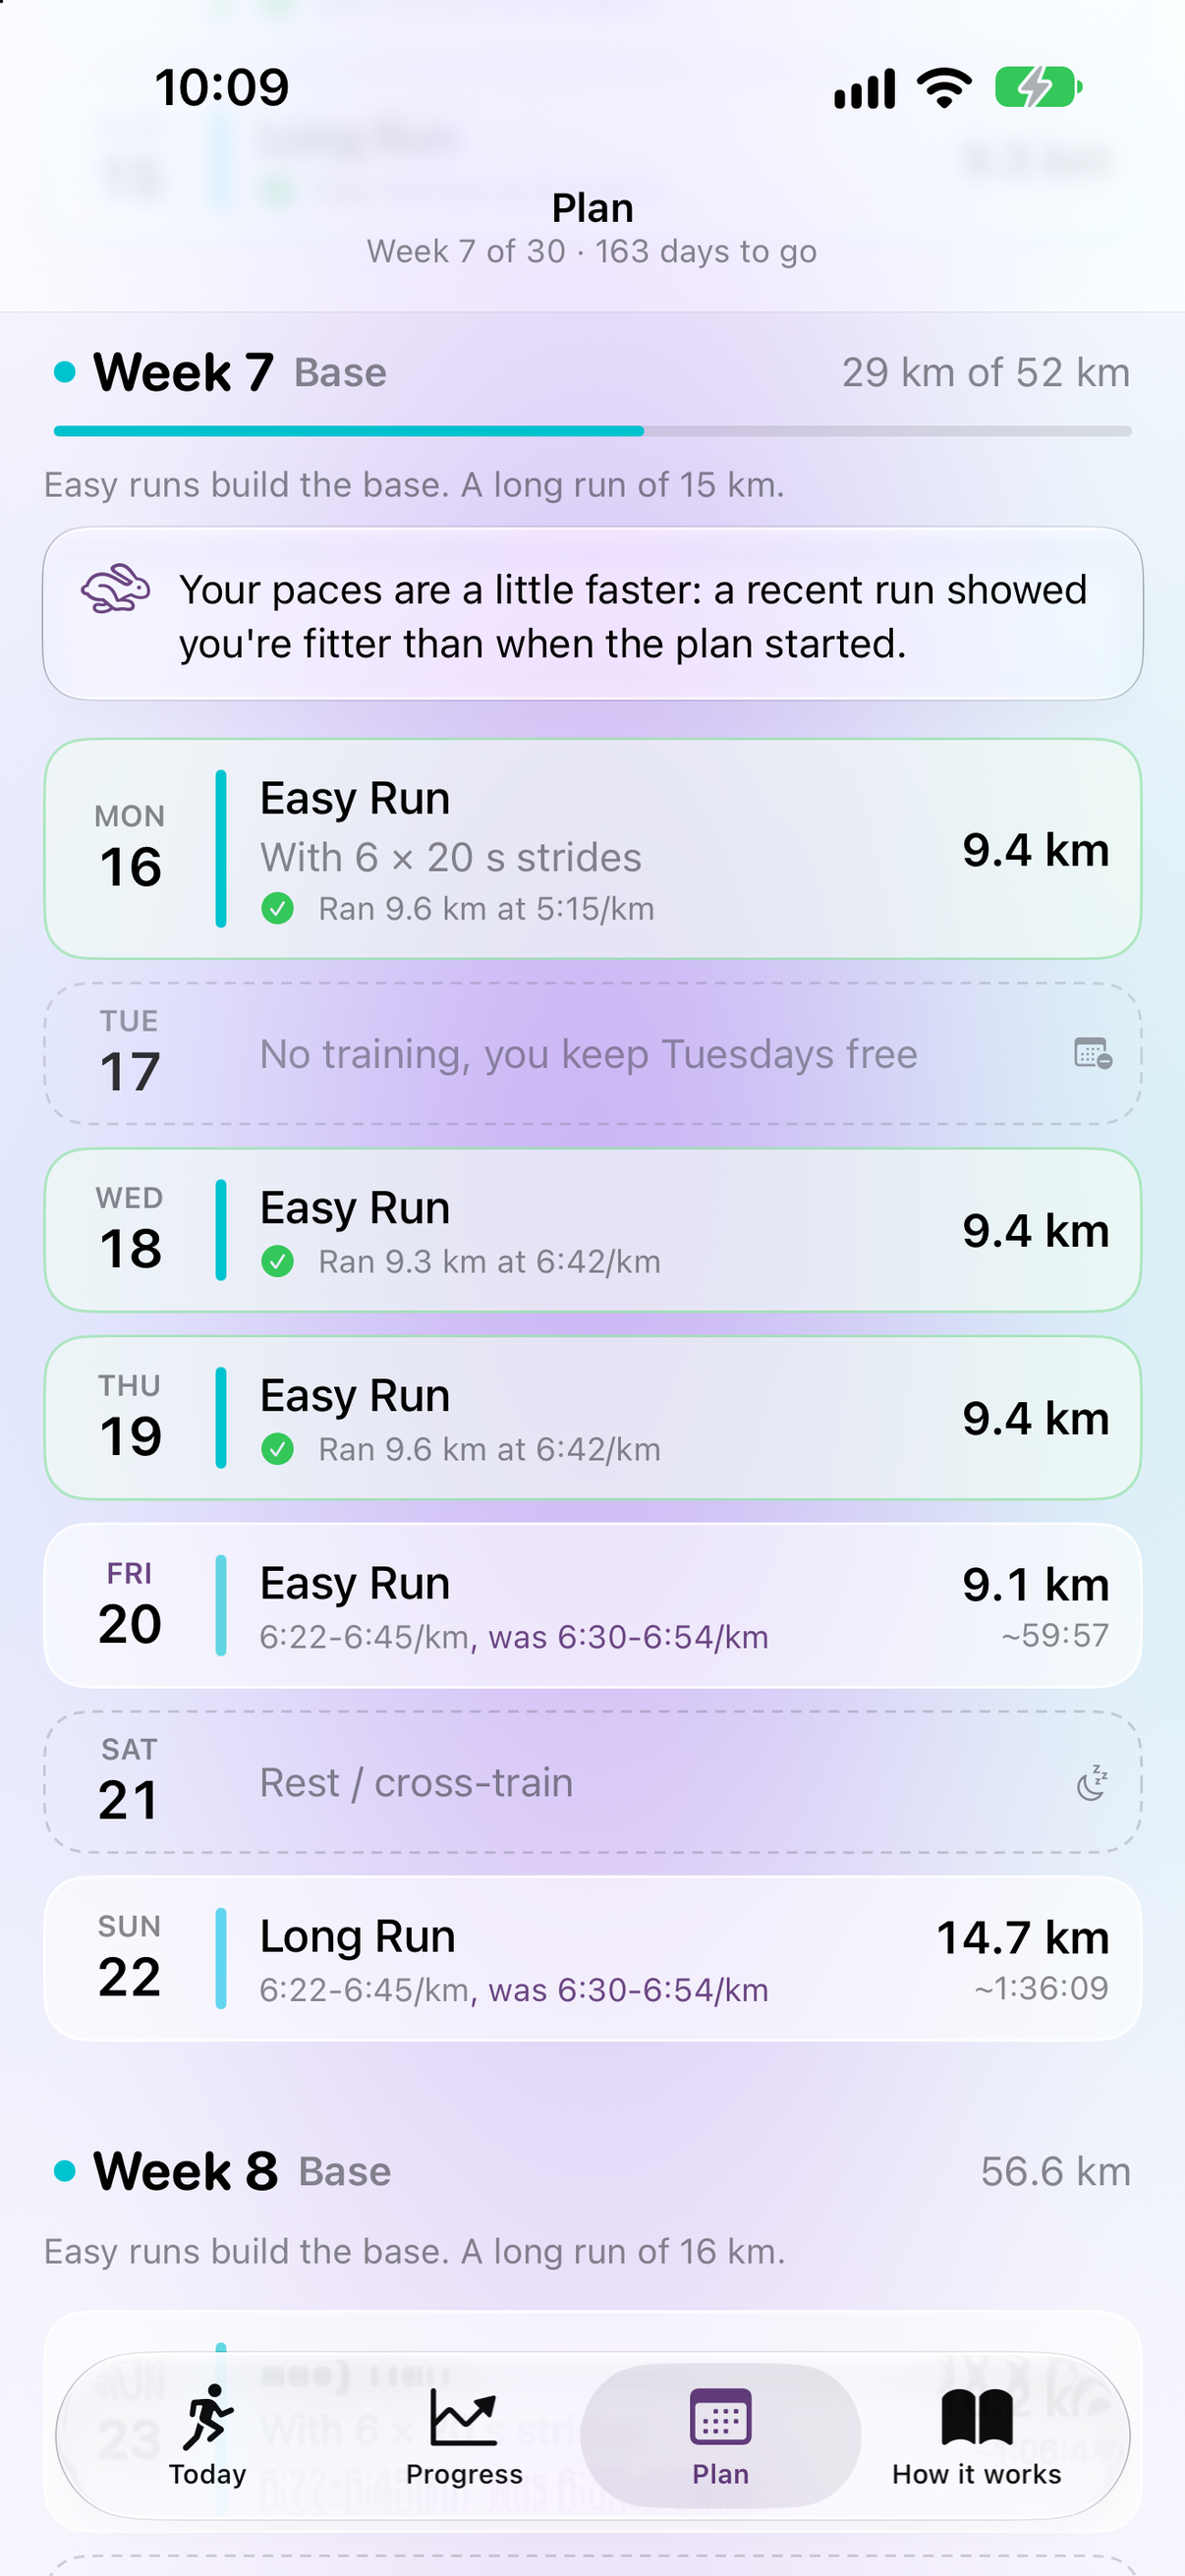 10:09
Long Run
15
Plan
Week 7 of 30 · 163 days to go
Week 7 Base
29 km of 52 km
Easy runs build the base. A long run of 15 km.
Your paces are a little faster: a recent run showed
you're fitter than when the plan started.
MON
16
Easy Run
With 6 × 20 s strides
Ran 9.6 km at 5:15/km
9.4 km
TUE
17
No training, you keep Tuesdays free
WED
18
Easy Run
Ran 9.3 km at 6:42/km
9.4 km
THU
19
Easy Run
Ran 9.6 km at 6:42/km
9.4 km
FRI
20
Easy Run
6:22-6:45/km, was 6:30-6:54/km
9.1 km
~59:57
SAT
21
Rest / cross-train
SUN
22
Long Run
6:22-6:45/km, was 6:30-6:54/km
14.7 km
~1:36:09
Week 8 Base
56.6 km
Easy runs build the base. A long run of 16 km.
23
With 6 ×
Today
Progress
Plan
How it works